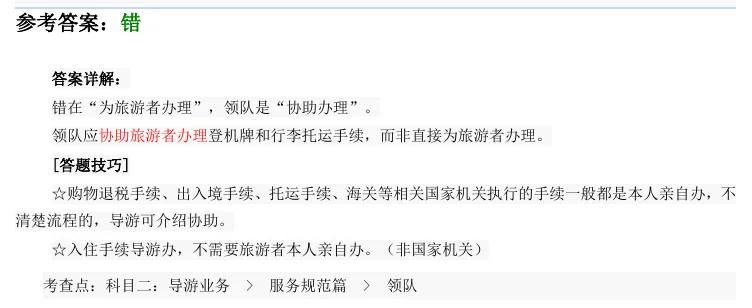 参考答案：错
答案详解：
错在“为旅游者办理”，领队是“协助办理”。
领队应协助旅游者办理登机牌和行李托运手续，而非直接为旅游者办理。
[答题技巧]
☆购物退税手续、出入境手续、托运手续、海关等相关国家机关执行的手续一般都是本人亲自办，不
清楚流程的，导游可介绍协助。
☆入住手续导游办，不需要旅游者本人亲自办。（非国家机关）
考查点：科目二：导游业务 > 服务规范篇 > 领队